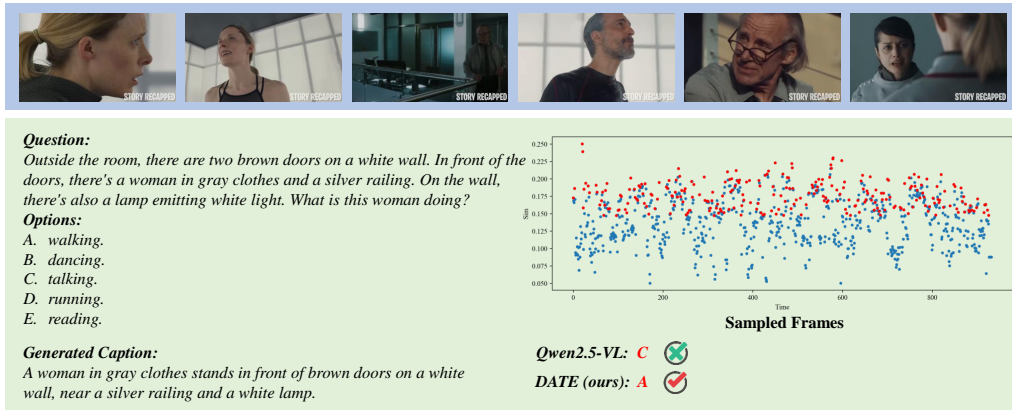 STORY RECAPPED
STORY RECAPPED
STORY RECAPPED
STORY RECAPPED
STORY RECAPPED
STORY RECAPPED
Question:
Outside the room, there are two brown doors on a white wall. In front of the
doors, there's a woman in gray clothes and a silver railing. On the wall,
there's also a lamp emitting white light. What is this woman doing?
Options:
A. walking.
B. dancing.
C. talking.
D. running.
E. reading.
Generated Caption:
A woman in gray clothes stands in front of brown doors on a white
wall, near a silver railing and a white lamp.
0.250
0.225
0.200
0.175
0.150
0.125
0.100
0.075
0.050
Sim
0 200 400 600 800
Time
Sampled Frames
Qwen2.5-VL: C
DATE (ours): A